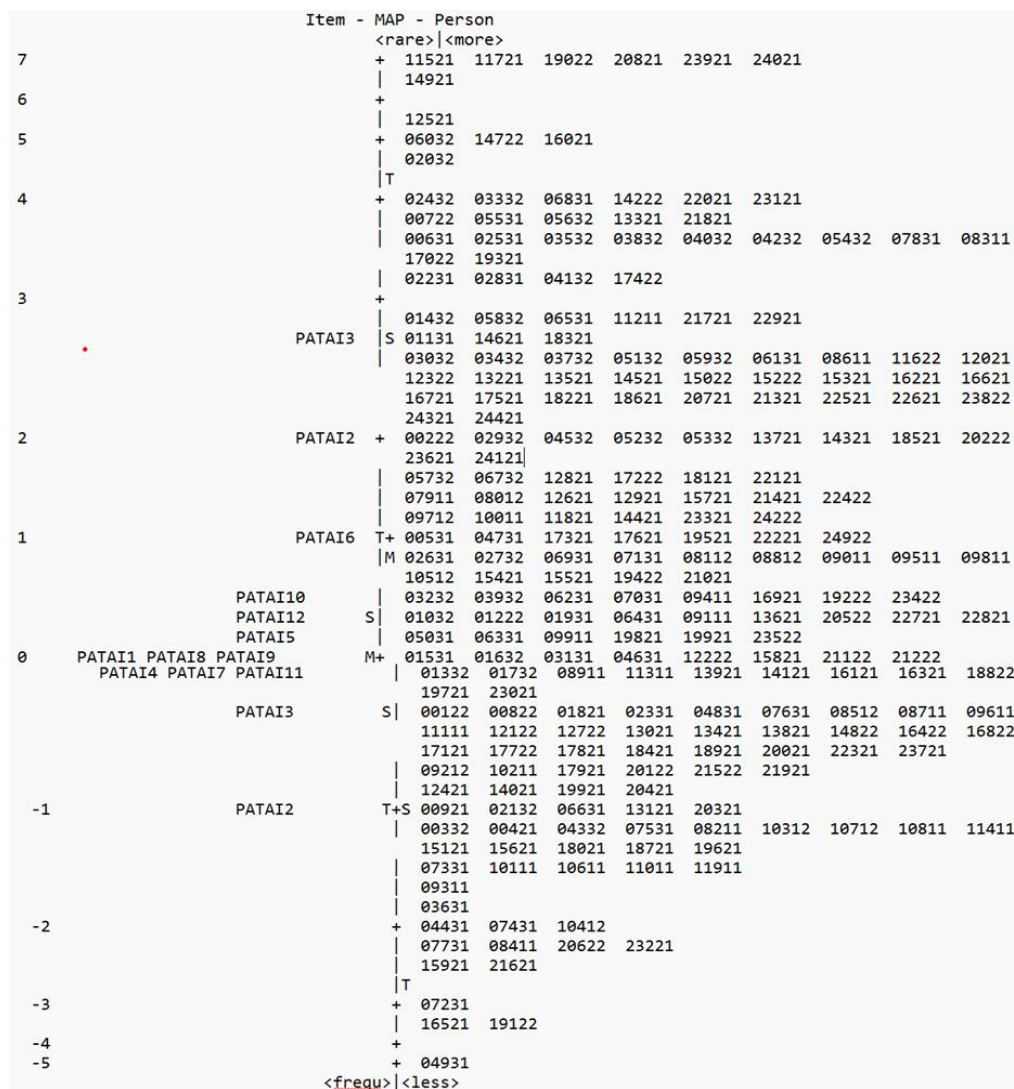 Item - MAP - Person
<rare>|<more>
7 + 11521 11721 19022 20821 23921 24021
| 14921
6 +
| 12521
5 + 06032 14722 16021
| 02032
|T
4 + 02432 03332 06831 14222 22021 23121
| 00722 05531 05632 13321 21821
| 00631 02531 03532 03832 04032 04232 05432 07831 08311
17022 19321
| 02231 02831 04132 17422
3 +
| 01432 05832 06531 11211 21721 22921
PATAI3 |S 01131 14621 18321
| 03032 03432 03732 05132 05932 06131 08611 11622 12021
12322 13221 13521 14521 15022 15222 15321 16221 16621
16721 17521 18221 18621 20721 21321 22521 22621 23822
24321 24421
2 PATAI2 + 00222 02932 04532 05232 05332 13721 14321 18521 20222
23621 24121
| 05732 06732 12821 17222 18121 22121
| 07911 08012 12621 12921 15721 21421 22422
| 09712 10011 11821 14421 23321 24222
1 PATAI6 T+ 00531 04731 17321 17621 19521 22221 24922
|M 02631 02732 06931 07131 08112 08812 09011 09511 09811
10512 15421 15521 19422 21021
PATAI10 | 03232 03932 06231 07031 09411 16921 19222 23422
PATAI12 S| 01032 01222 01931 06431 09111 13621 20522 22721 22821
PATAI5 | 05031 06331 09911 19821 19921 23522
0 PATAI1 PATAI8 PATAI9 M+ 01531 01632 03131 04631 12222 15821 21122 21222
PATAI4 PATAI7 PATAI11 | 01332 01732 08911 11311 13921 14121 16121 16321 18822
19721 23021
PATAI3 S| 00122 00822 01821 02331 04831 07631 08512 08711 09611
11111 12122 12722 13021 13421 13821 14822 16422 16822
17121 17722 17821 18421 18921 20021 22321 23721
| 09212 10211 17921 20122 21522 21921
| 12421 14021 19921 20421
-1 PATAI2 T+S 00921 02132 06631 13121 20321
| 00332 00421 04332 07531 08211 10312 10712 10811 11411
15121 15621 18021 18721 19621
| 07331 10111 10611 11011 11911
| 09311
| 03631
-2 + 04431 07431 10412
| 07731 08411 20622 23221
| 15921 21621
|T
-3 + 07231
| 16521 19122
-4 +
-5 + 04931
<frequ>|<less>